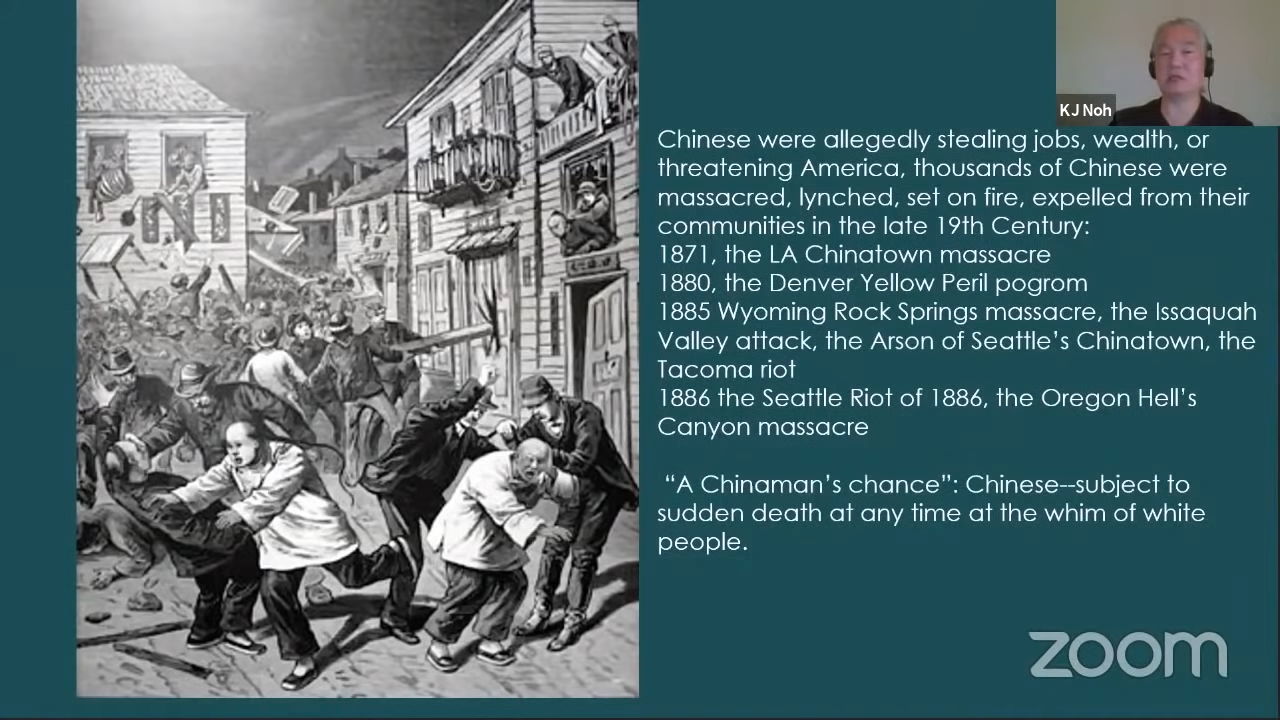 KJ Noh
Chinese were allegedly stealing jobs, wealth, or
threatening America, thousands of Chinese were
massacred, lynched, set on fire, expelled from their
communities in the late 19th Century:
1871, the LA Chinatown massacre
1880, the Denver Yellow Peril pogrom
1885 Wyoming Rock Springs massacre, the Issaquah
Valley attack, the Arson of Seattle’s Chinatown, the
Tacoma riot
1886 the Seattle Riot of 1886, the Oregon Hell’s
Canyon massacre
“A Chinaman’s chance”: Chinese--subject to
sudden death at any time at the whim of white
people.
zoom